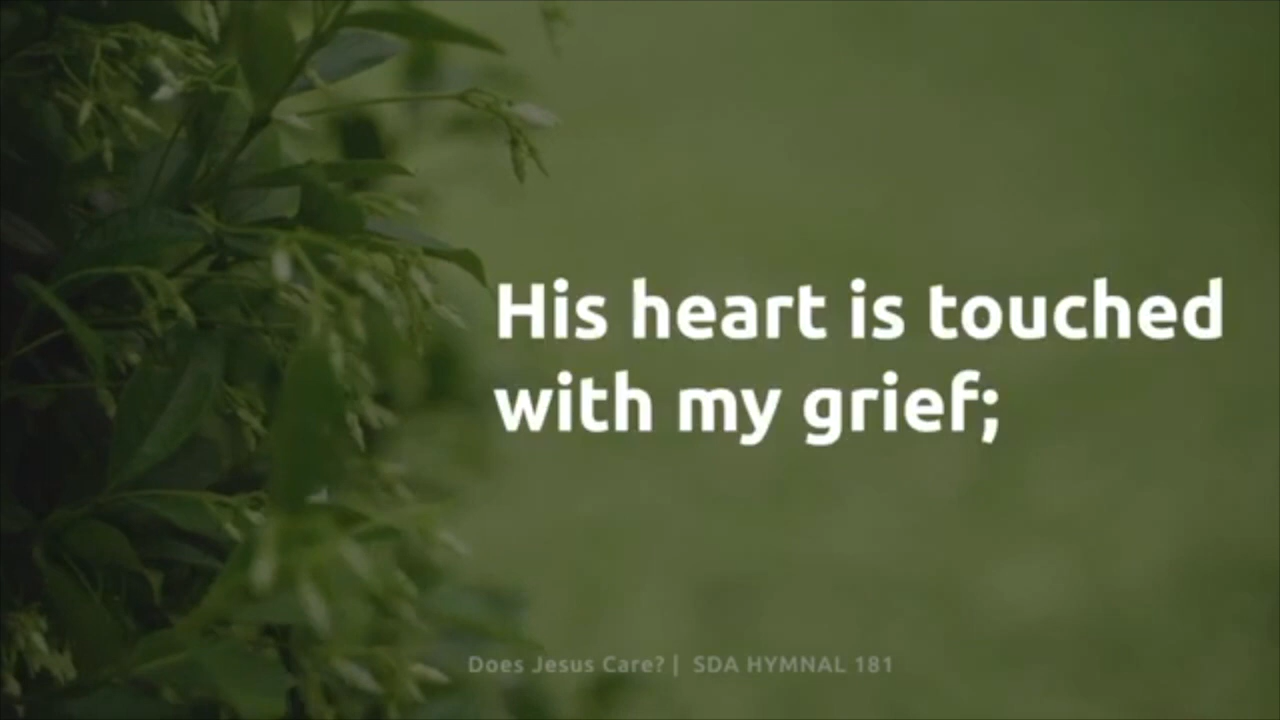 His heart is touched
with my grief;
Does Jesus Care? | SDA HYMNAL 181